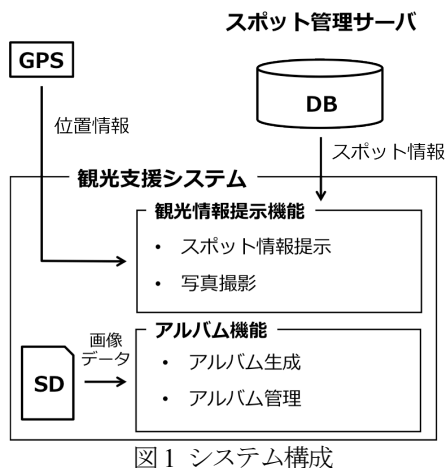 スポット管理サーバ
GPS
DB
位置情報
スポット情報
観光支援システム
観光情報提示機能
• スポット情報提示
• 写真撮影
アルバム機能
画像
データ
SD
• アルバム生成
• アルバム管理
図1 システム構成